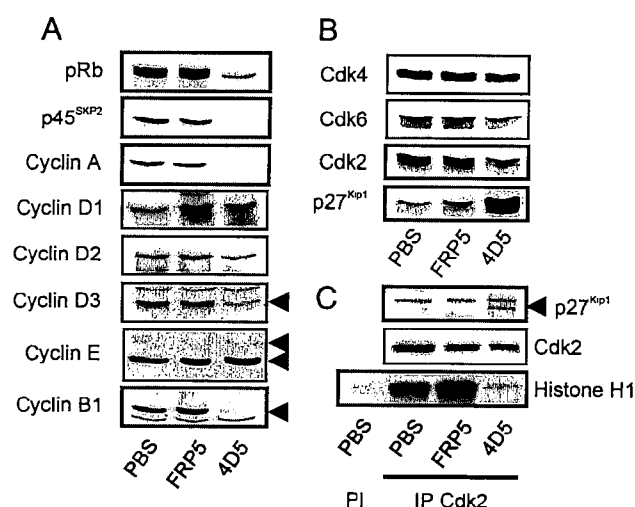 A
pRb
p45SKP2
Cyclin A
Cyclin D1
Cyclin D2
Cyclin D3
Cyclin E
Cyclin B1
PBS
FRP5
4D5
B
Cdk4
Cdk6
Cdk2
p27Kip1
PBS
FRP5
4D5
C
p27Kip1
Cdk2
Histone H1
PBS
PBS
FRP5
4D5
PI
IP Cdk2